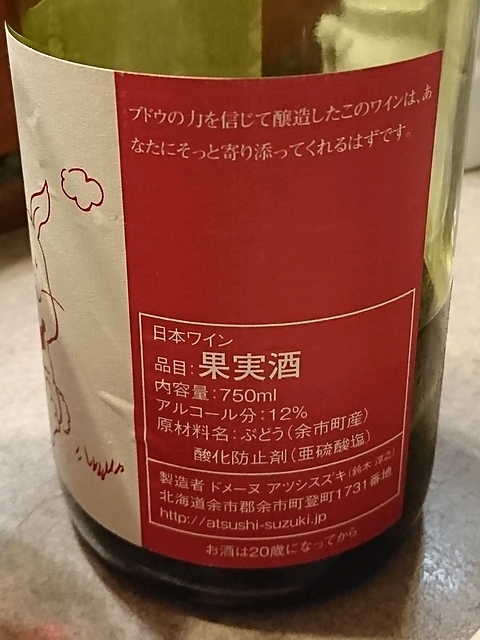 ブドウの力を信じて醸造したこのワインは、あ
なたにそっと寄り添ってくれるはずです。
日本ワイン
品目：果実酒
内容量：750ml
アルコール分：12%
原材料名：ぶどう（余市町産）
酸化防止剤（亜硫酸塩）
製造者 ドメーヌ アツシスズキ（鈴木 淳之）
北海道余市郡余市町登町1731番地
http://atsushi-suzuki.jp
お酒は20歳になってから